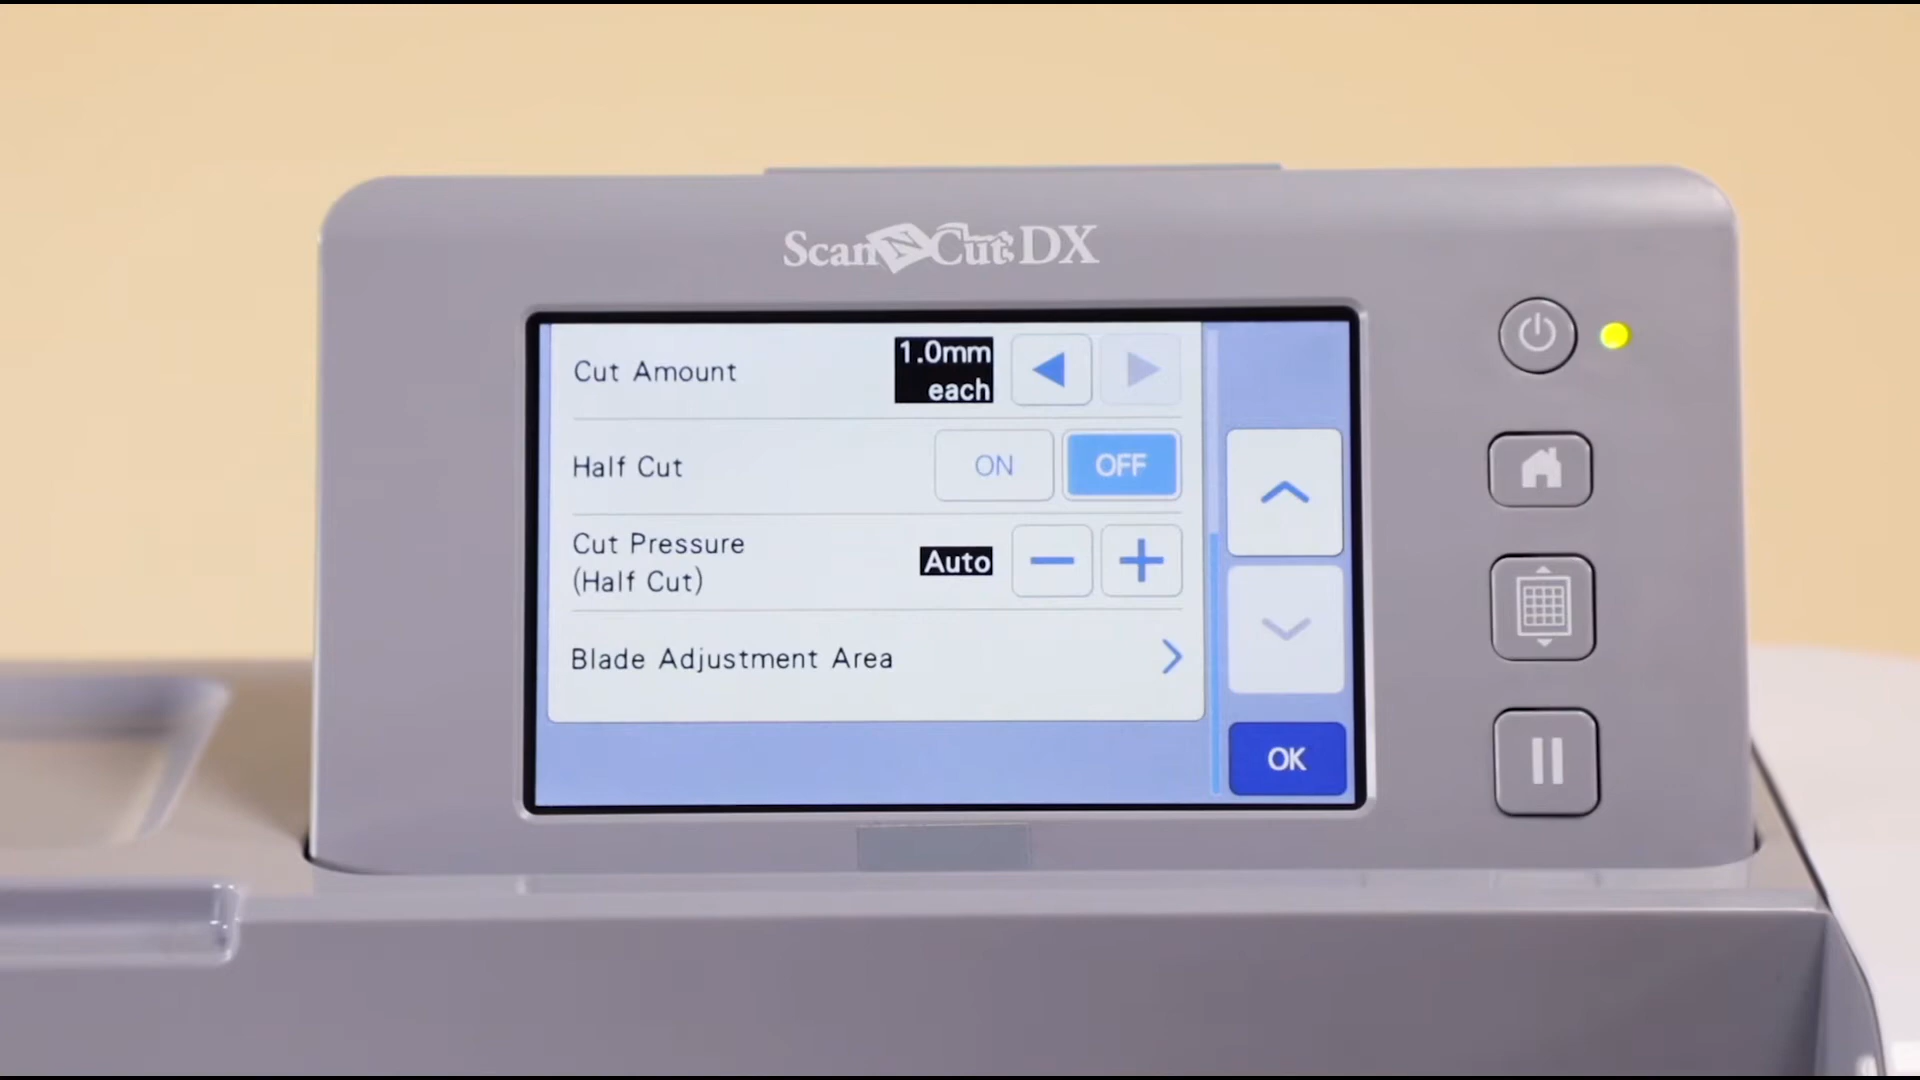 ScanNCut DX
Cut Amount
1.0mm
each
Half Cut
ON
OFF
Cut Pressure
(Half Cut)
Auto
Blade Adjustment Area
OK